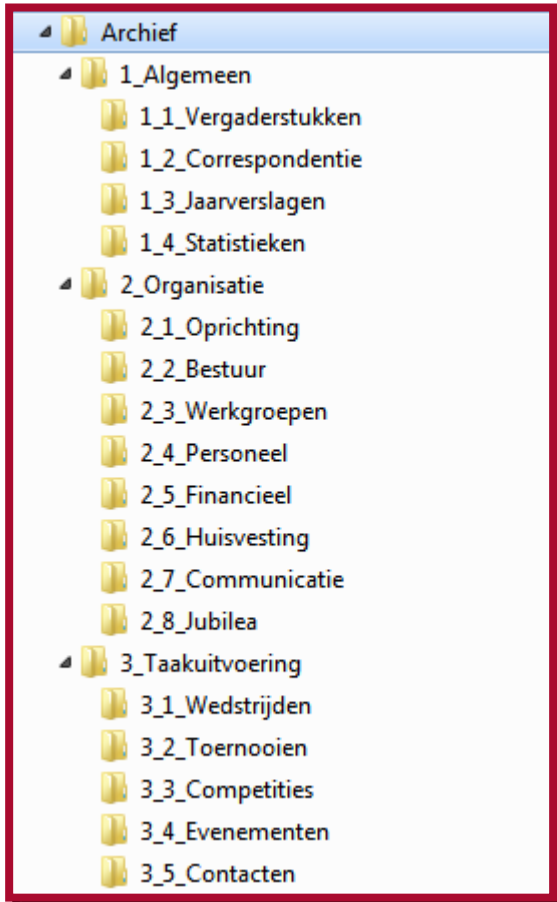 Archief
1_Algemeen
1_1_Vergaderstukken
1_2_Correspondentie
1_3_Jaarverslagen
1_4_Statistieken
2_Organisatie
2_1_Oprichting
2_2_Bestuur
2_3_Werkgroepen
2_4_Personeel
2_5_Financieel
2_6_Huisvesting
2_7_Communicatie
2_8_Jubilea
3_Taakuitvoering
3_1_Wedstrijden
3_2_Toernooien
3_3_Competities
3_4_Evenementen
3_5_Contacten